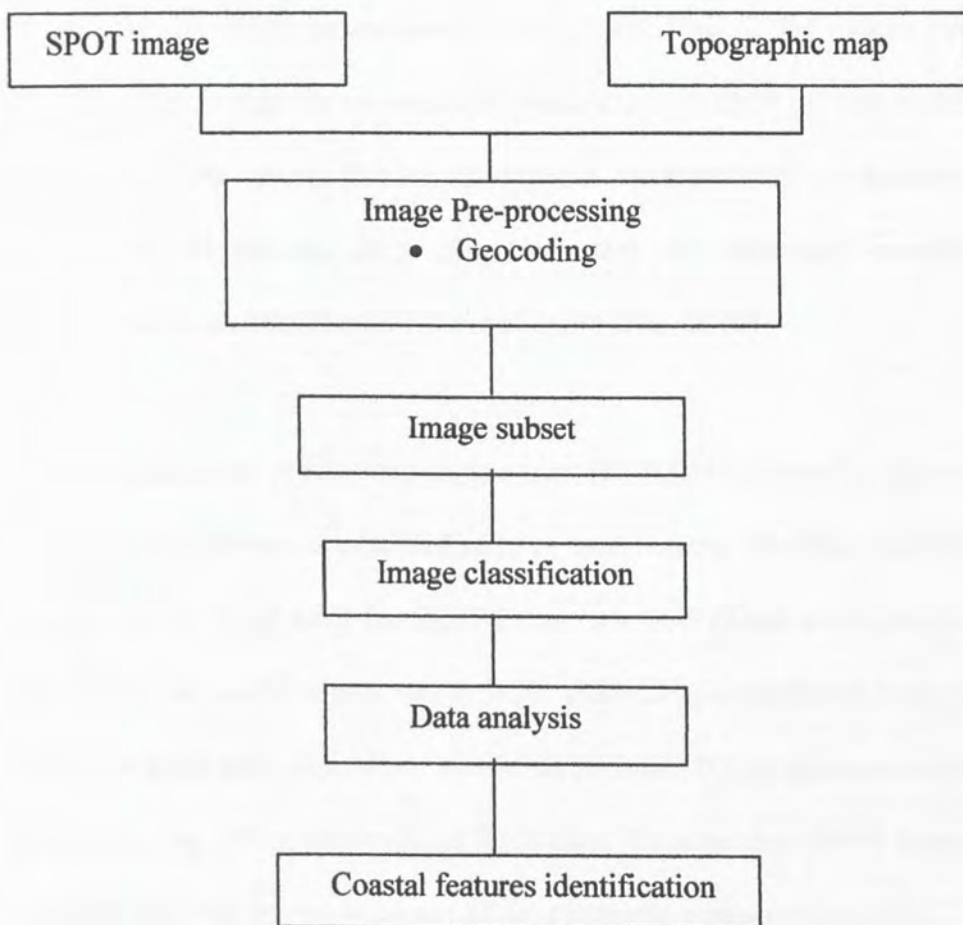 SPOT image
Topographic map
Image Pre-processing
• Geocoding
Image subset
Image classification
Data analysis
Coastal features identification